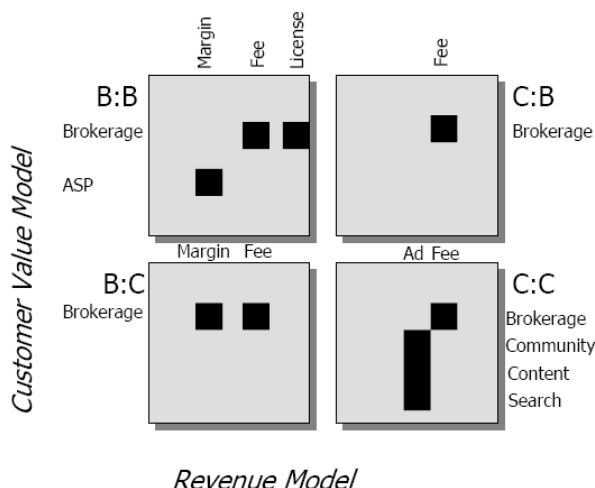 Margin
Fee
License
Fee
B:B
C:B
Brokerage
Brokerage
ASP
Customer Value Model
Margin Fee
Ad Fee
B:C
C:C
Brokerage
Brokerage
Community
Content
Search
Revenue Model